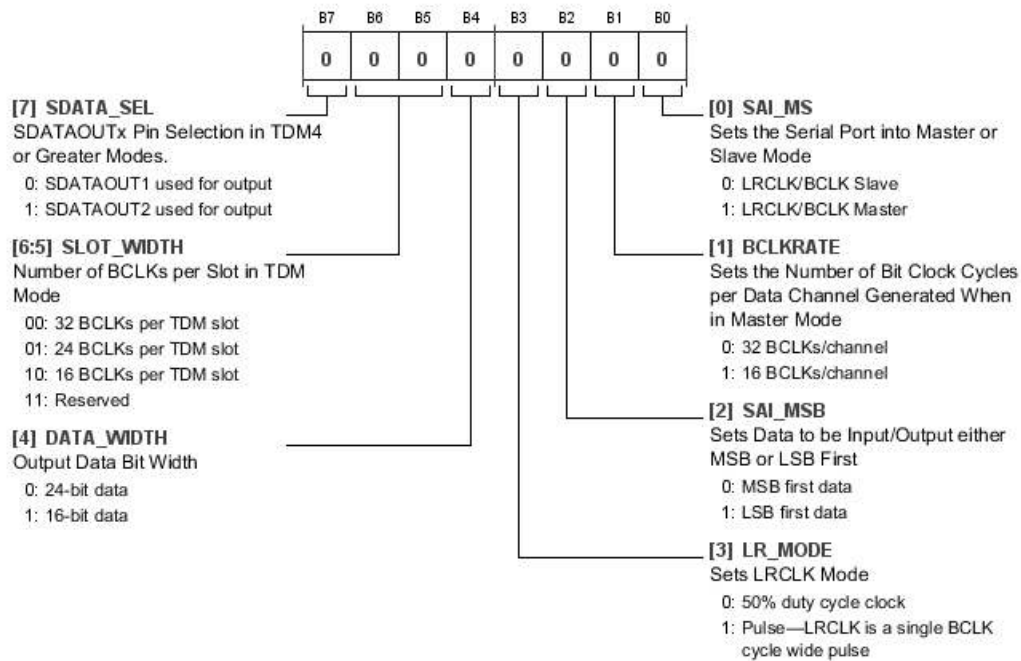 B7 B6 B5 B4 B3 B2 B1 B0
0 0 0 0 0 0 0 0
[7] SDATA_SEL
SDATAOUTx Pin Selection in TDM4
or Greater Modes.
0: SDATAOUT1 used for output
1: SDATAOUT2 used for output
[6:5] SLOT_WIDTH
Number of BCLKs per Slot in TDM
Mode
00: 32 BCLKs per TDM slot
01: 24 BCLKs per TDM slot
10: 16 BCLKs per TDM slot
11: Reserved
[4] DATA_WIDTH
Output Data Bit Width
0: 24-bit data
1: 16-bit data
[0] SAI_MS
Sets the Serial Port into Master or
Slave Mode
0: LRCLK/BCLK Slave
1: LRCLK/BCLK Master
[1] BCLKRATE
Sets the Number of Bit Clock Cycles
per Data Channel Generated When
in Master Mode
0: 32 BCLKs/channel
1: 16 BCLKs/channel
[2] SAI_MSB
Sets Data to be Input/Output either
MSB or LSB First
0: MSB first data
1: LSB first data
[3] LR_MODE
Sets LRCLK Mode
0: 50% duty cycle clock
1: Pulse—LRCLK is a single BCLK
cycle wide pulse